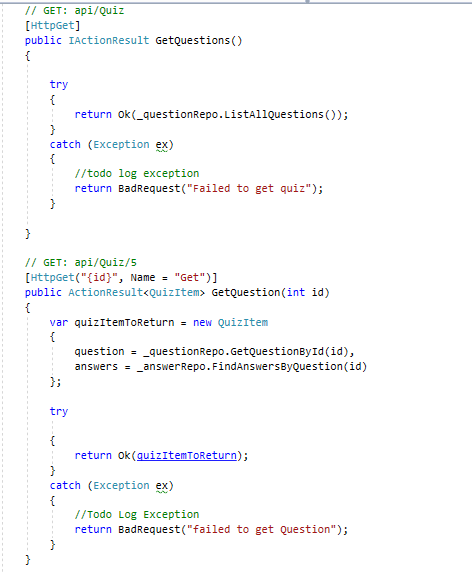 // GET: api/Quiz
[HttpGet]
public IActionResult GetQuestions()
{
try
{
return Ok(_questionRepo.ListAllQuestions());
}
catch (Exception ex)
{
//todo log exception
return BadRequest("Failed to get quiz");
}
}
// GET: api/Quiz/5
[HttpGet("{id}", Name = "Get")]
public ActionResult<QuizItem> GetQuestion(int id)
{
var quizItemToReturn = new QuizItem
{
question = _questionRepo.GetQuestionById(id),
answers = _answerRepo.FindAnswersByQuestion(id)
};
try
{
return Ok(quizItemToReturn);
}
catch (Exception ex)
{
//Todo Log Exception
return BadRequest("failed to get Question");
}
}